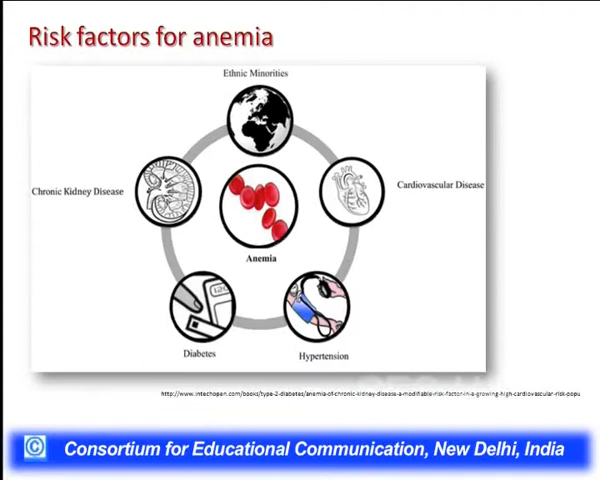 Risk factors for anemia
Ethnic Minorities
Chronic Kidney Disease
Cardiovascular Disease
Anemia
Diabetes
Hypertension
http://www.intechopen.com/books/type-2-diabetes/anemia-of-chronic-kidney-disease-a-modifiable-risk-factor-in-a-growing-high-cardiovascular-risk-popu
© Consortium for Educational Communication, New Delhi, India